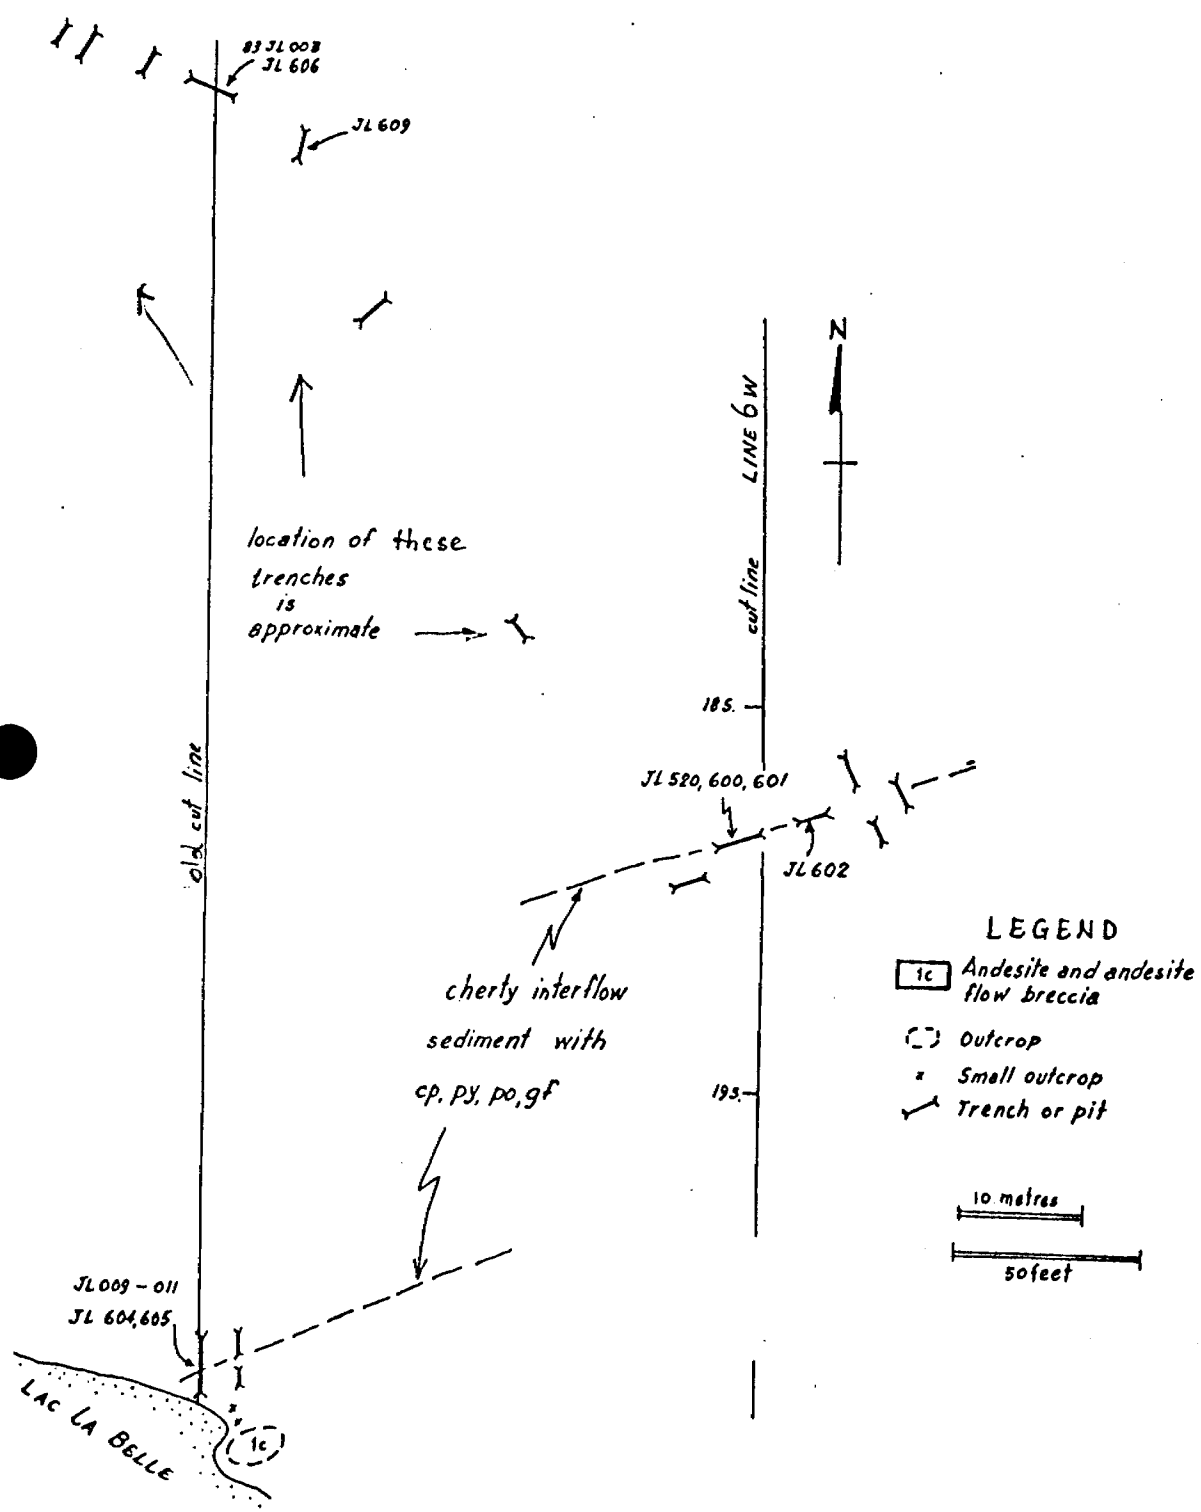 83 JL 008
JL 606
JL 609
N
LINE 6W
cut line
location of these
trenches
is
approximate
18S.
old cut line
JL 520, 600, 601
JL 602
LEGEND
1c Andesite and andesite
flow breccia
Outcrop
x Small outcrop
Trench or pit
cherty interflow
sediment with
cp, py, po, gf
19S.
10 metres
50 feet
JL 009 - 011
JL 604, 605
LAC LA BELLE
1c